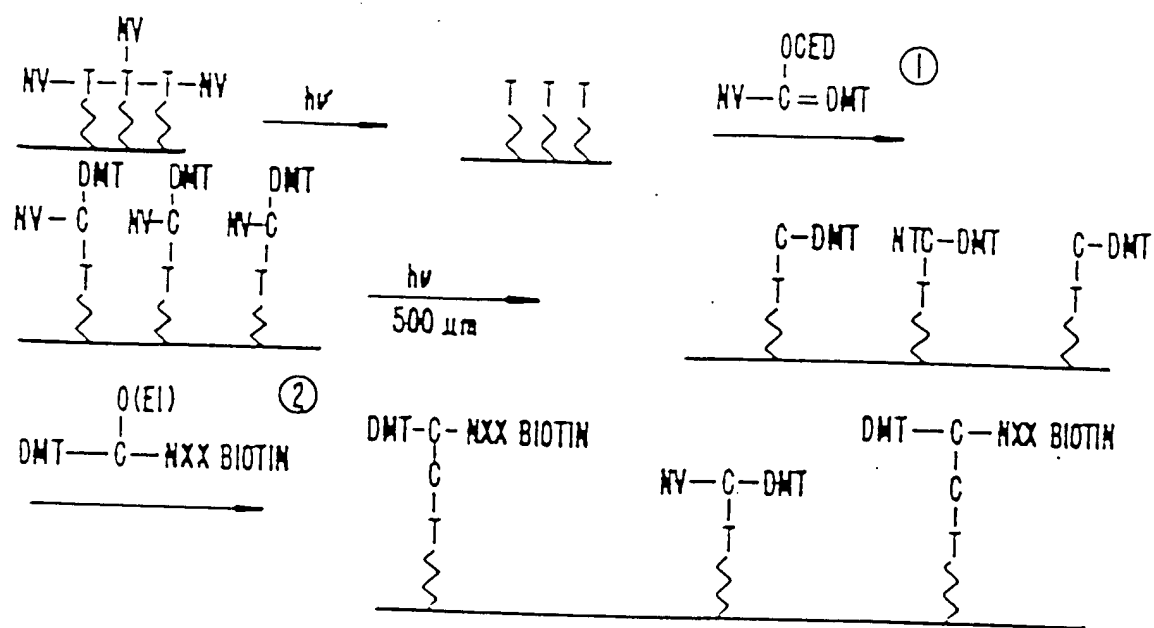 NV
NV—T—T—T—NV
hν
T T T
OCED
NV—C=DMT
①
DMT DMT DMT
NV—C NV—C NV—C
T T T
hν
500 µm
C—DMT NTC—DMT C—DMT
T T T
②
O(EI)
DMT—C—NXX BIOTIN
DMT—C—NXX BIOTIN
C
T
NV—C—DMT
T
DMT—C—NXX BIOTIN
C
T